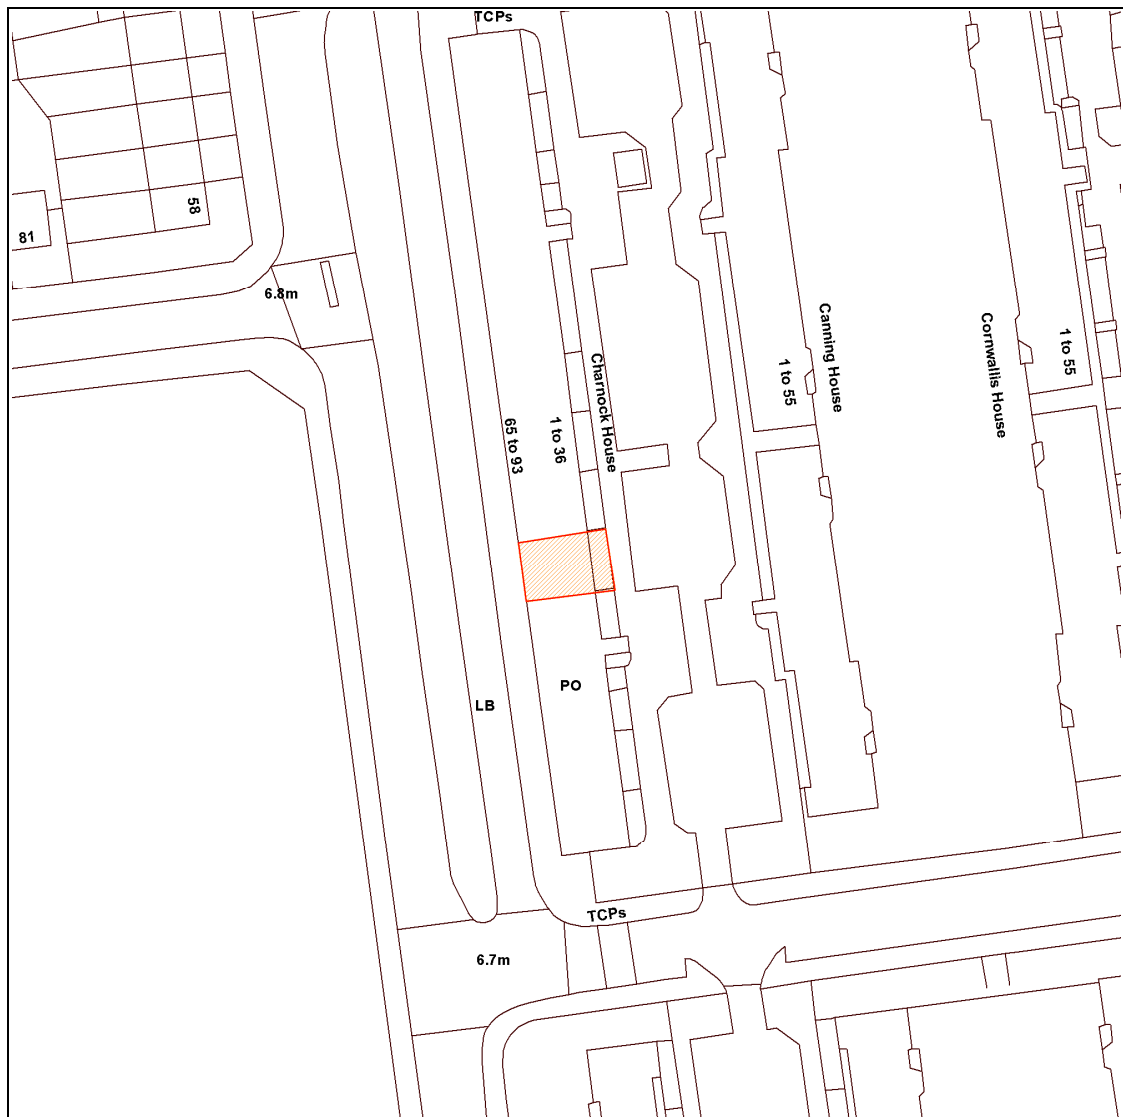 TCPs
58
81
6.8m
Canning House
Cornwallis House
1 to 55
1 to 55
Charnock House
1 to 36
65 to 93
PO
LB
TCPs
6.7m